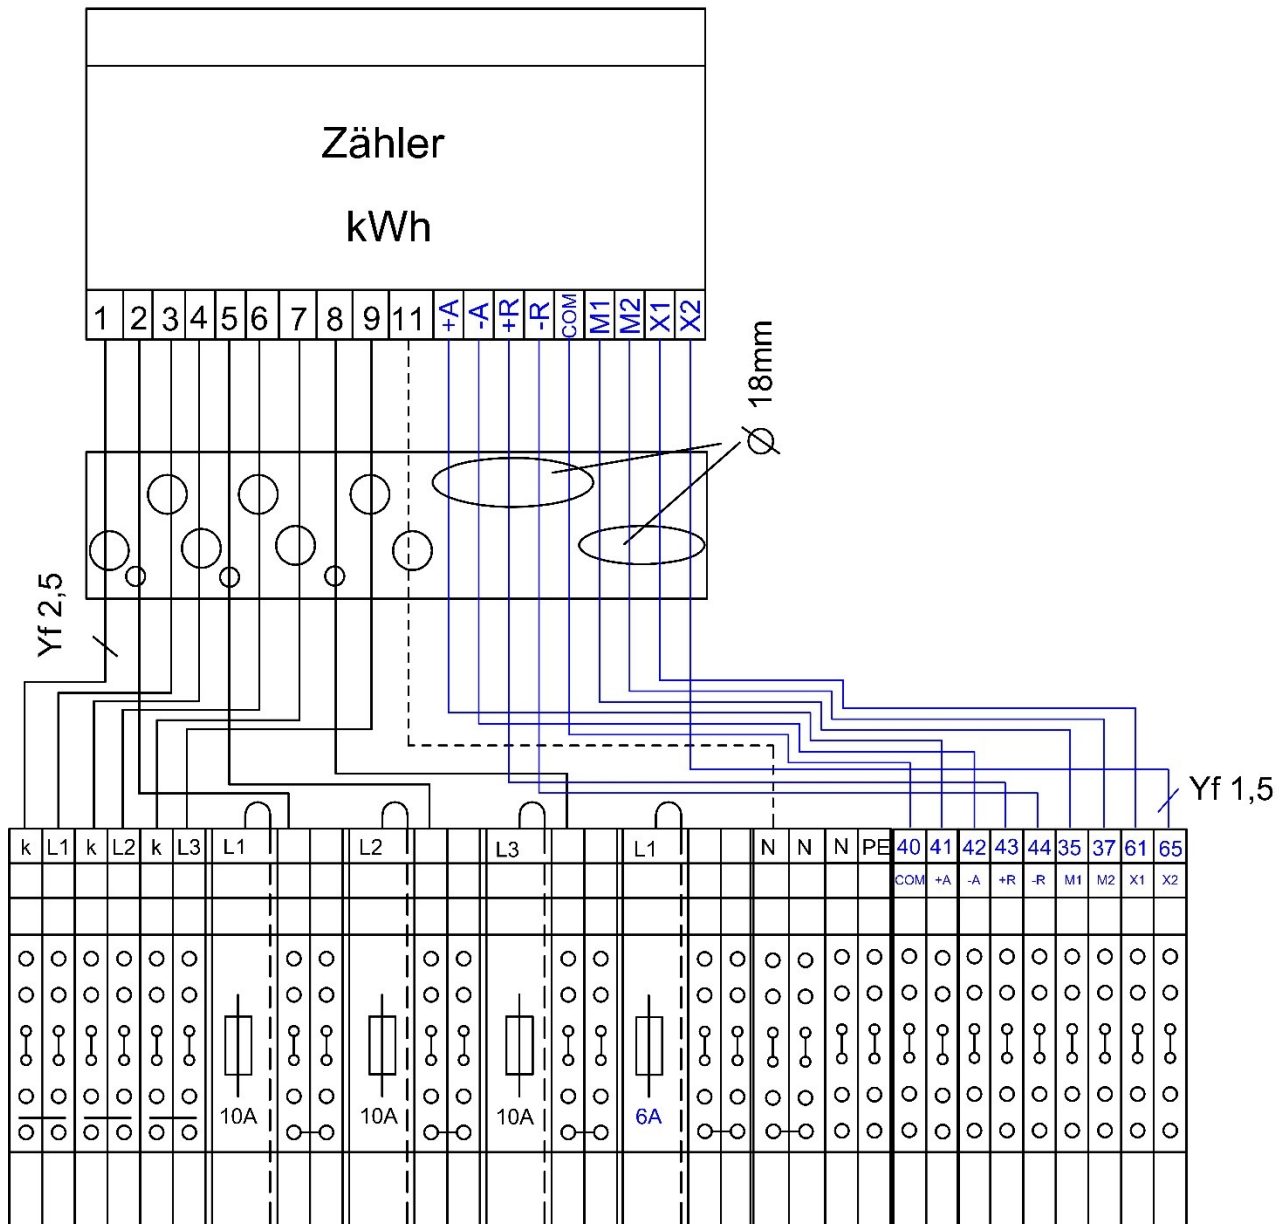 Zähler
kWh
1 2 3 4 5 6 7 8 9 11 +A -A +R -R COM M1 M2 X1 X2
Ø 18mm
Yf 2,5
Yf 1,5
k L1 k L2 k L3 L1 L2 L3 L1 N N N PE 40 41 42 43 44 35 37 61 65
COM +A -A +R -R M1 M2 X1 X2
10A 10A 10A 6A